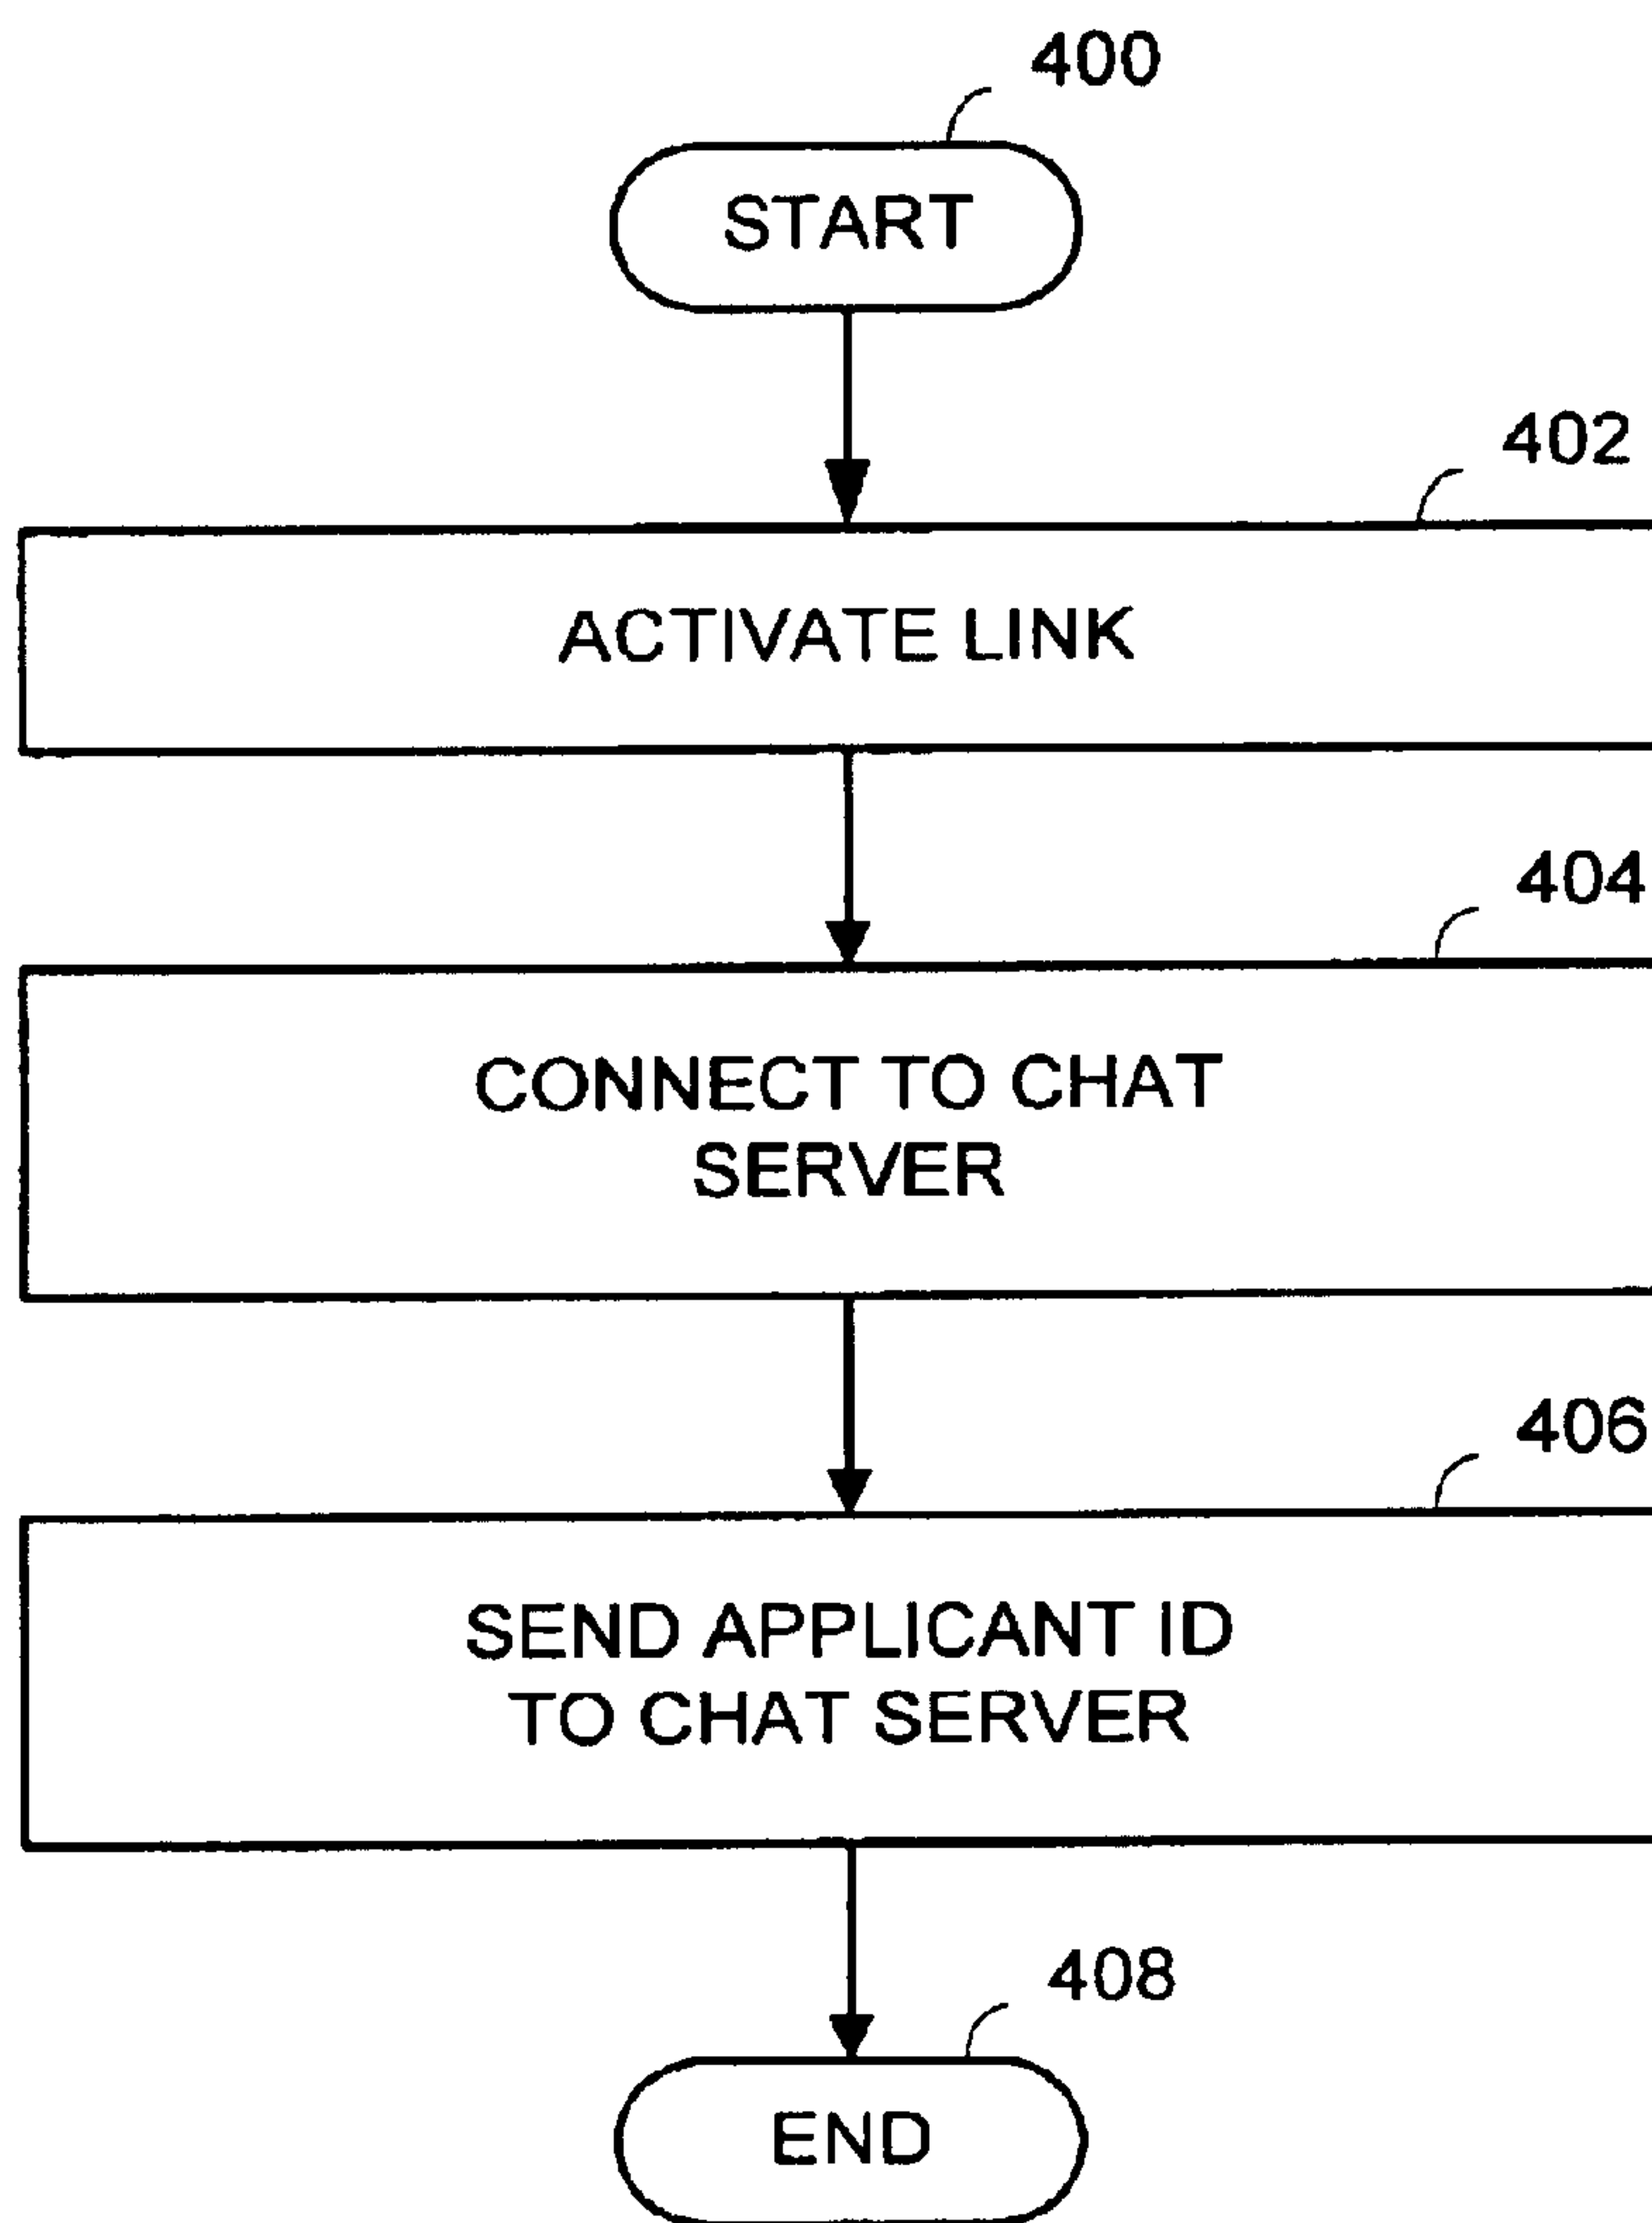 400
START
402
ACTIVATE LINK
404
CONNECT TO CHAT
SERVER
406
SEND APPLICANT ID
TO CHAT SERVER
408
END